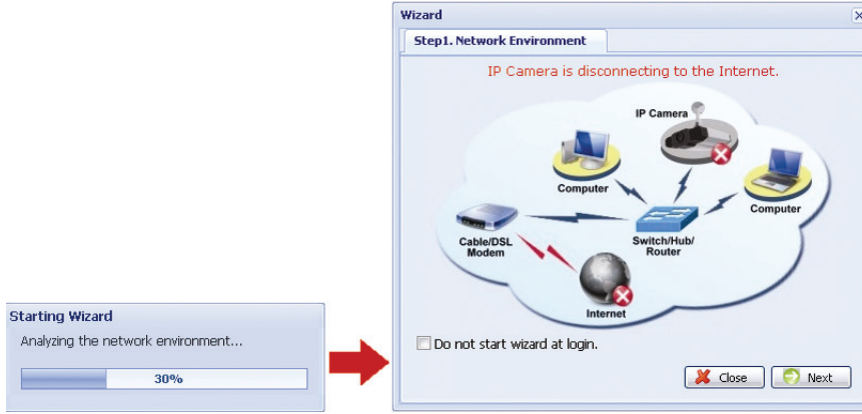 Starting Wizard
Analyzing the network environment...
30%
Wizard
Step1. Network Environment
IP Camera is disconnecting to the Internet.
IP Camera
Computer
Computer
Cable/DSL
Modem
Switch/Hub/
Router
Internet
Do not start wizard at login.
Close
Next